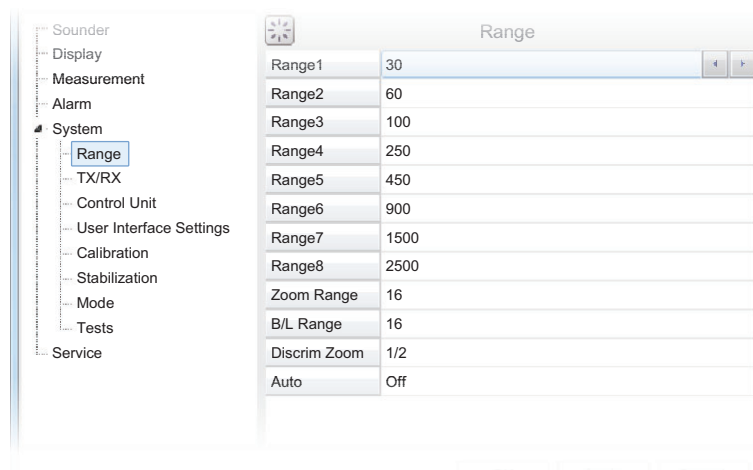 Sounder
Display
Measurement
Alarm
System
Range
TX/RX
Control Unit
User Interface Settings
Calibration
Stabilization
Mode
Tests
Service
Range
Range1 30
Range2 60
Range3 100
Range4 250
Range5 450
Range6 900
Range7 1500
Range8 2500
Zoom Range 16
B/L Range 16
Discrim Zoom 1/2
Auto Off